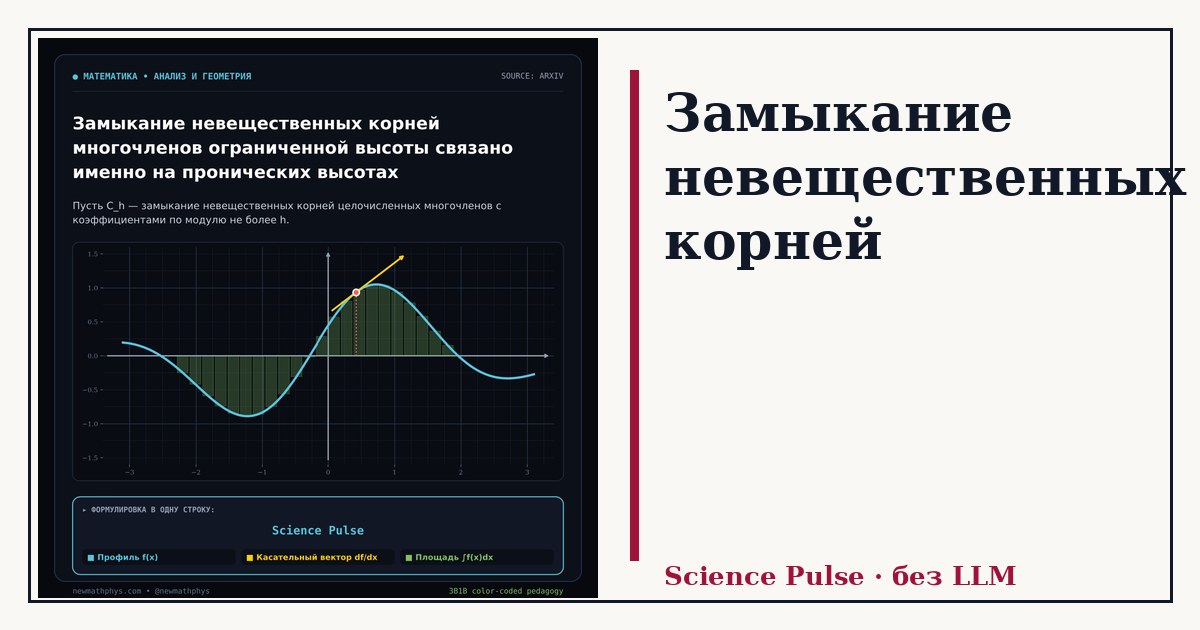 ● МАТЕМАТИКА • АНАЛИЗ И ГЕОМЕТРИЯ
SOURCE: ARXIV
Замыкание невещественных корней
многочленов ограниченной высоты связано
именно на пронических высотах
Пусть C_h — замыкание невещественных корней целочисленных многочленов с
коэффициентами по модулю не более h.
1.5
1.0
0.5
0.0
−0.5
−1.0
−1.5
−3 −2 −1 0 1 2 3
✦ ФОРМУЛИРОВКА В ОДНУ СТРОКУ:
Science Pulse
■ Профиль f(x)
■ Касательный вектор df/dx
■ Площадь ∫f(x)dx
newmathphys.com • @newmathphys
3B1B color-coded pedagogy
Замыкание
невещественных
корней
Science Pulse · без LLM